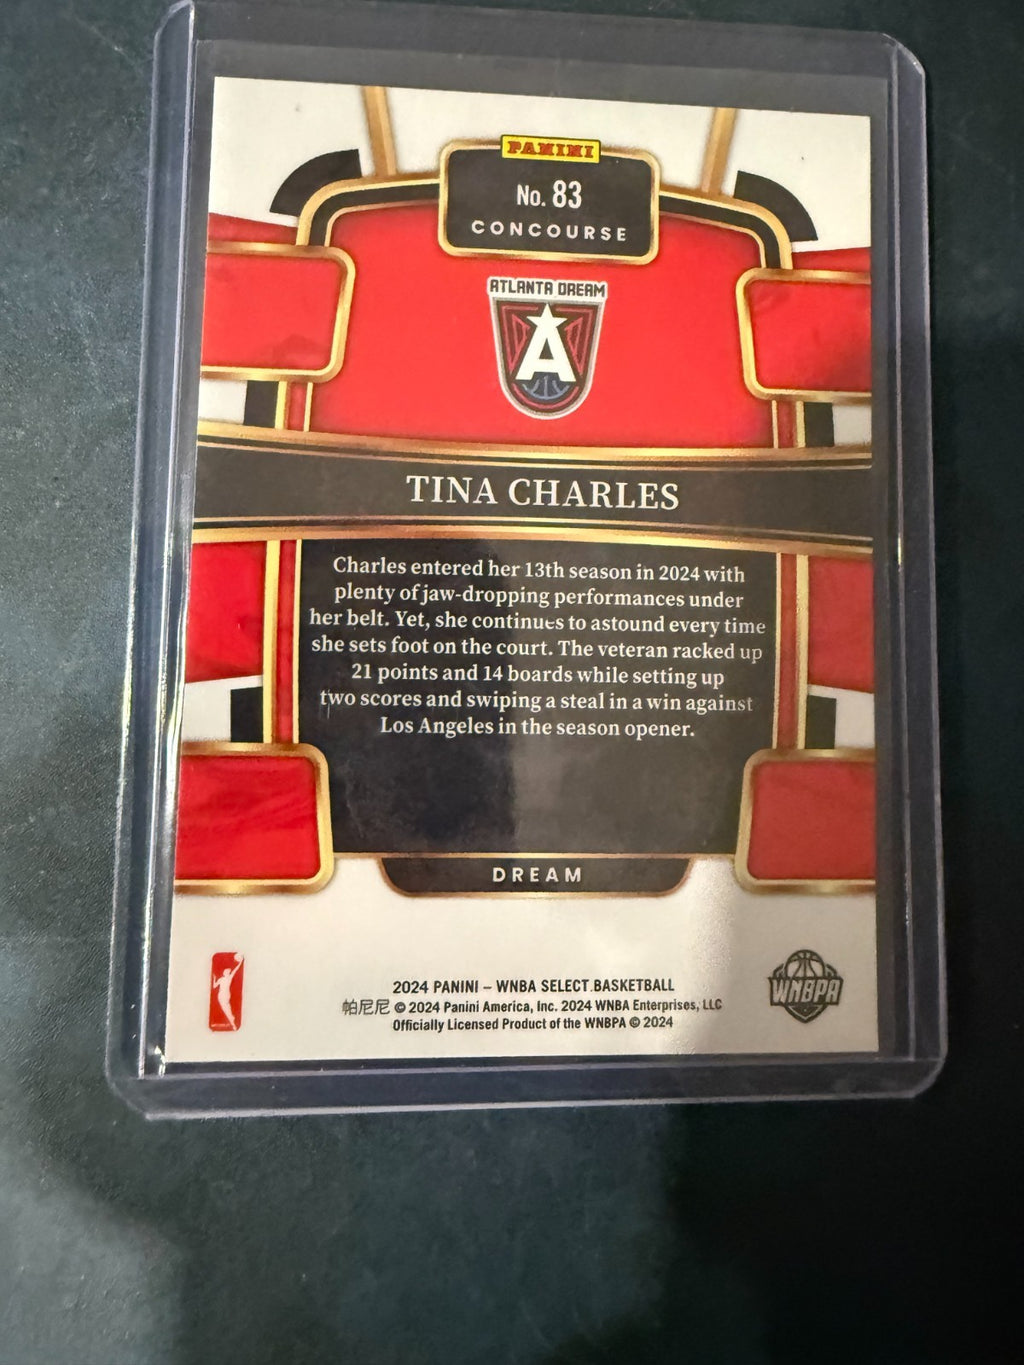 PANINI
No. 83
CONCOURSE
ATLANTA DREAM
A
TINA CHARLES
Charles entered her 13th season in 2024 with
plenty of jaw-dropping performances under
her belt. Yet, she continues to astound every time
she sets foot on the court. The veteran racked up
21 points and 14 boards while setting up
two scores and swiping a steal in a win against
Los Angeles in the season opener.
DREAM
2024 PANINI – WNBA SELECT BASKETBALL
帕尼尼 © 2024 Panini America, Inc. 2024 WNBA Enterprises, LLC
Officially Licensed Product of the WNBPA © 2024
WNBPA